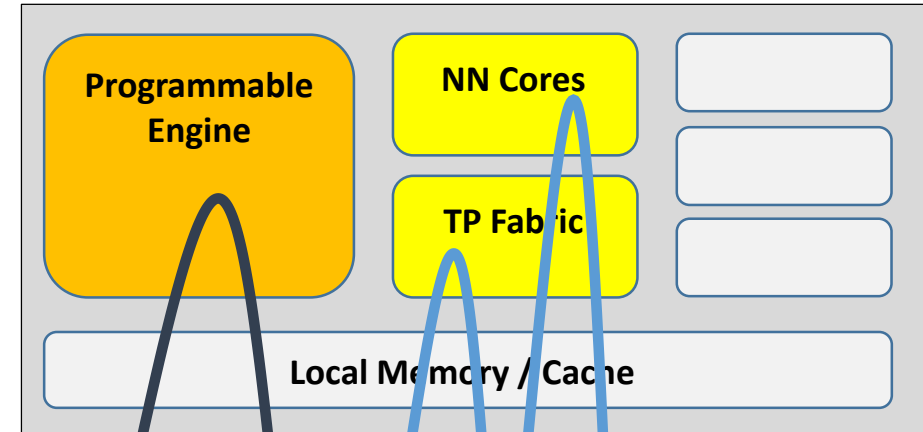 Programmable
Engine
NN Cores
TP Fabric
Local Memory / Cache